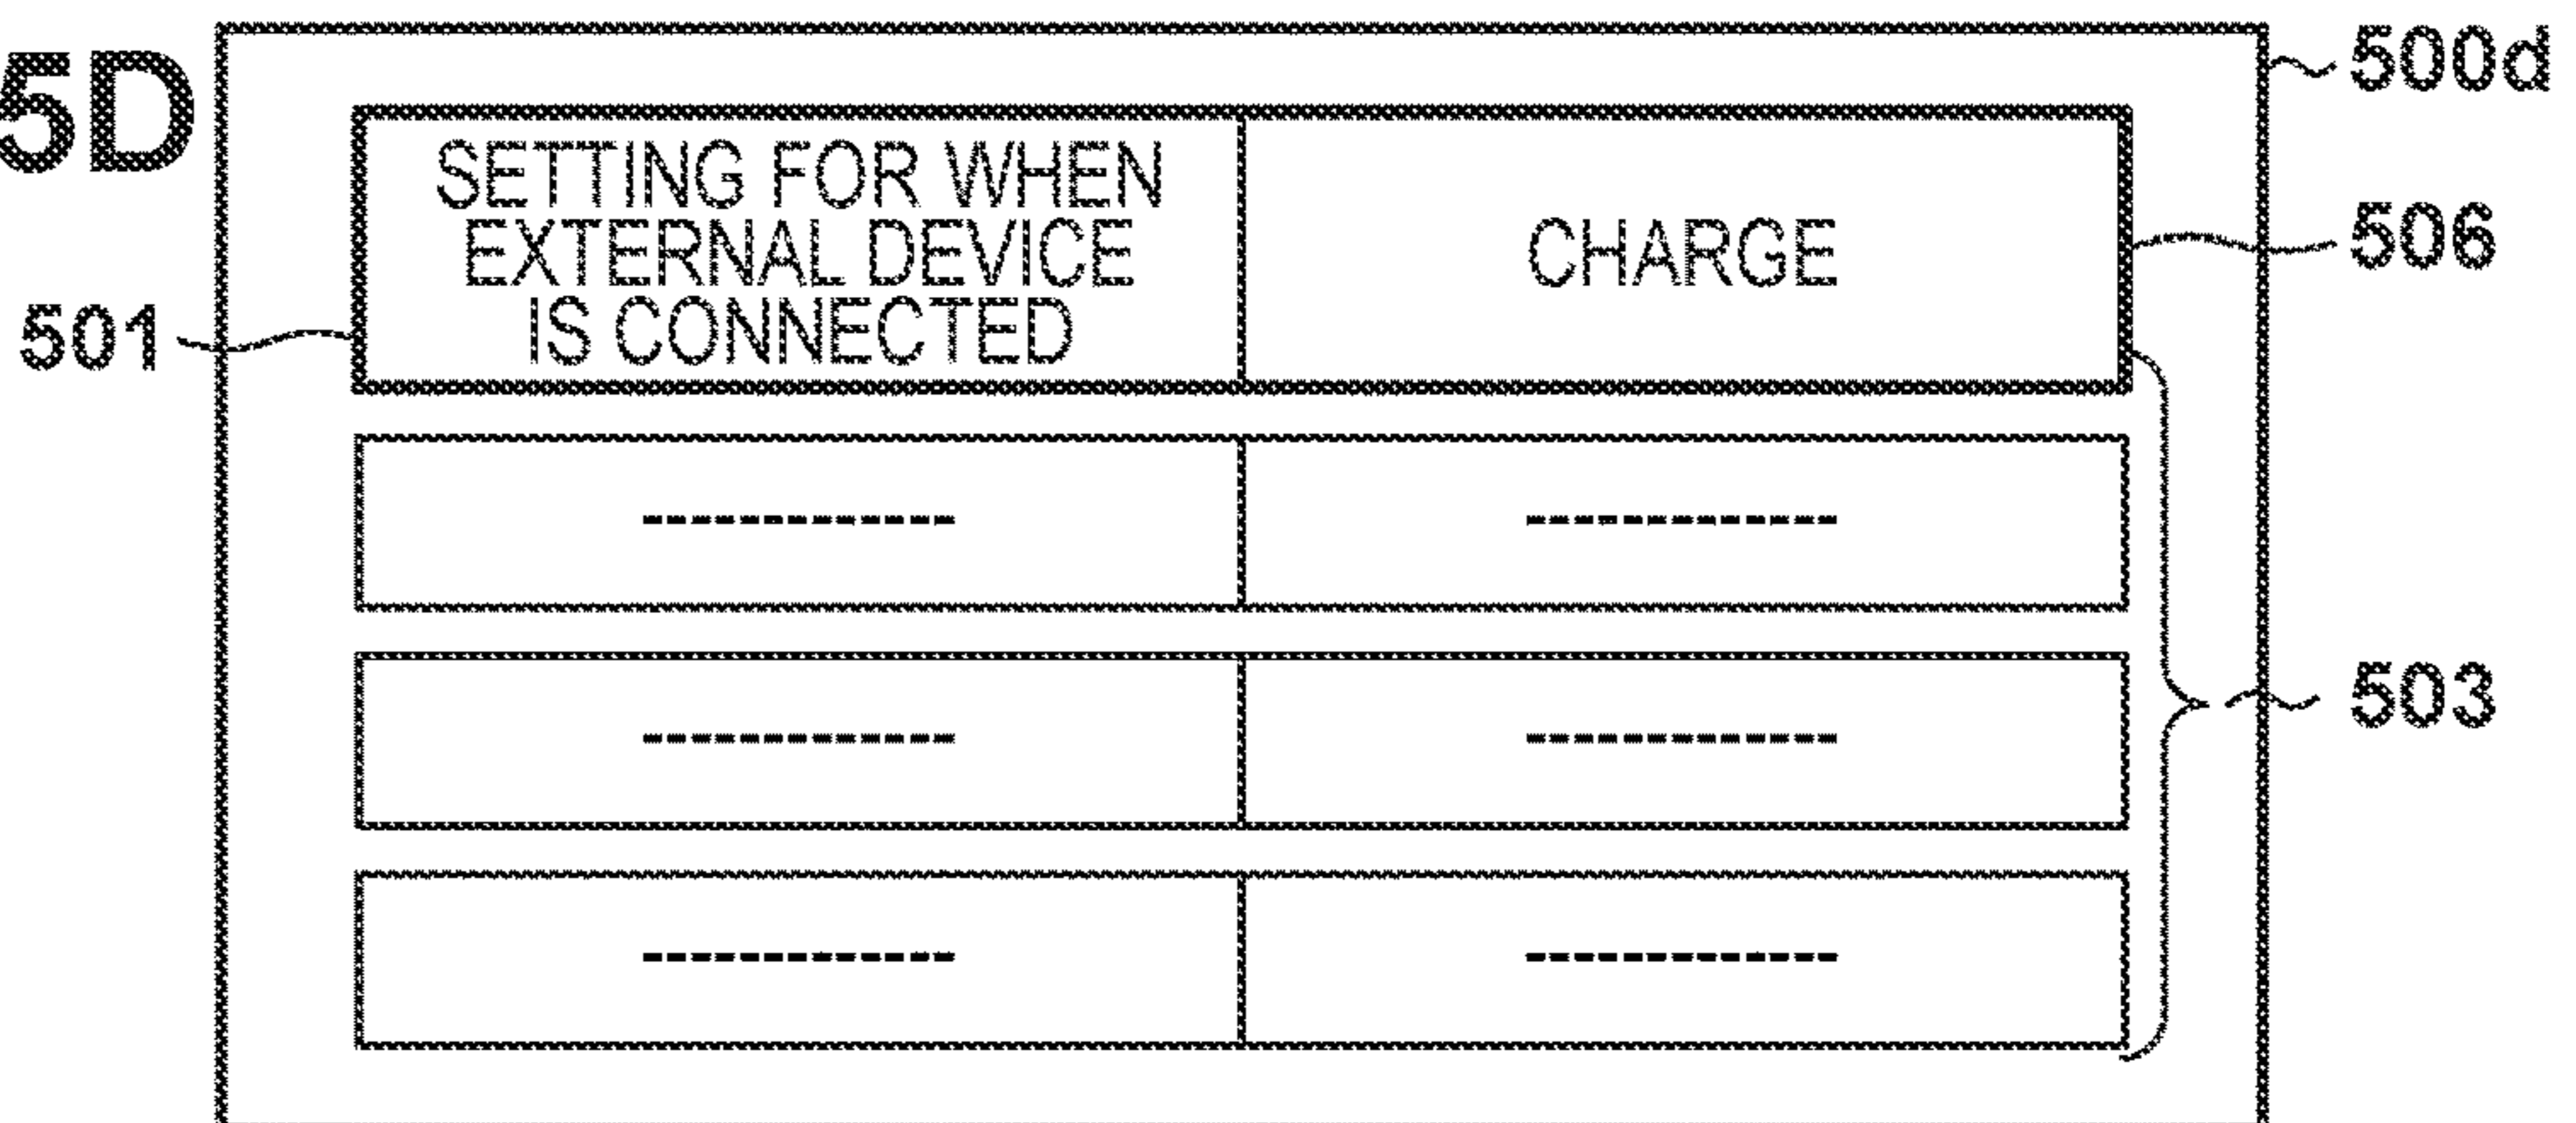 5D
500d
SETTING FOR WHEN
EXTERNAL DEVICE
IS CONNECTED
CHARGE
506
501
------------- -------------
------------- -------------
503
------------- -------------